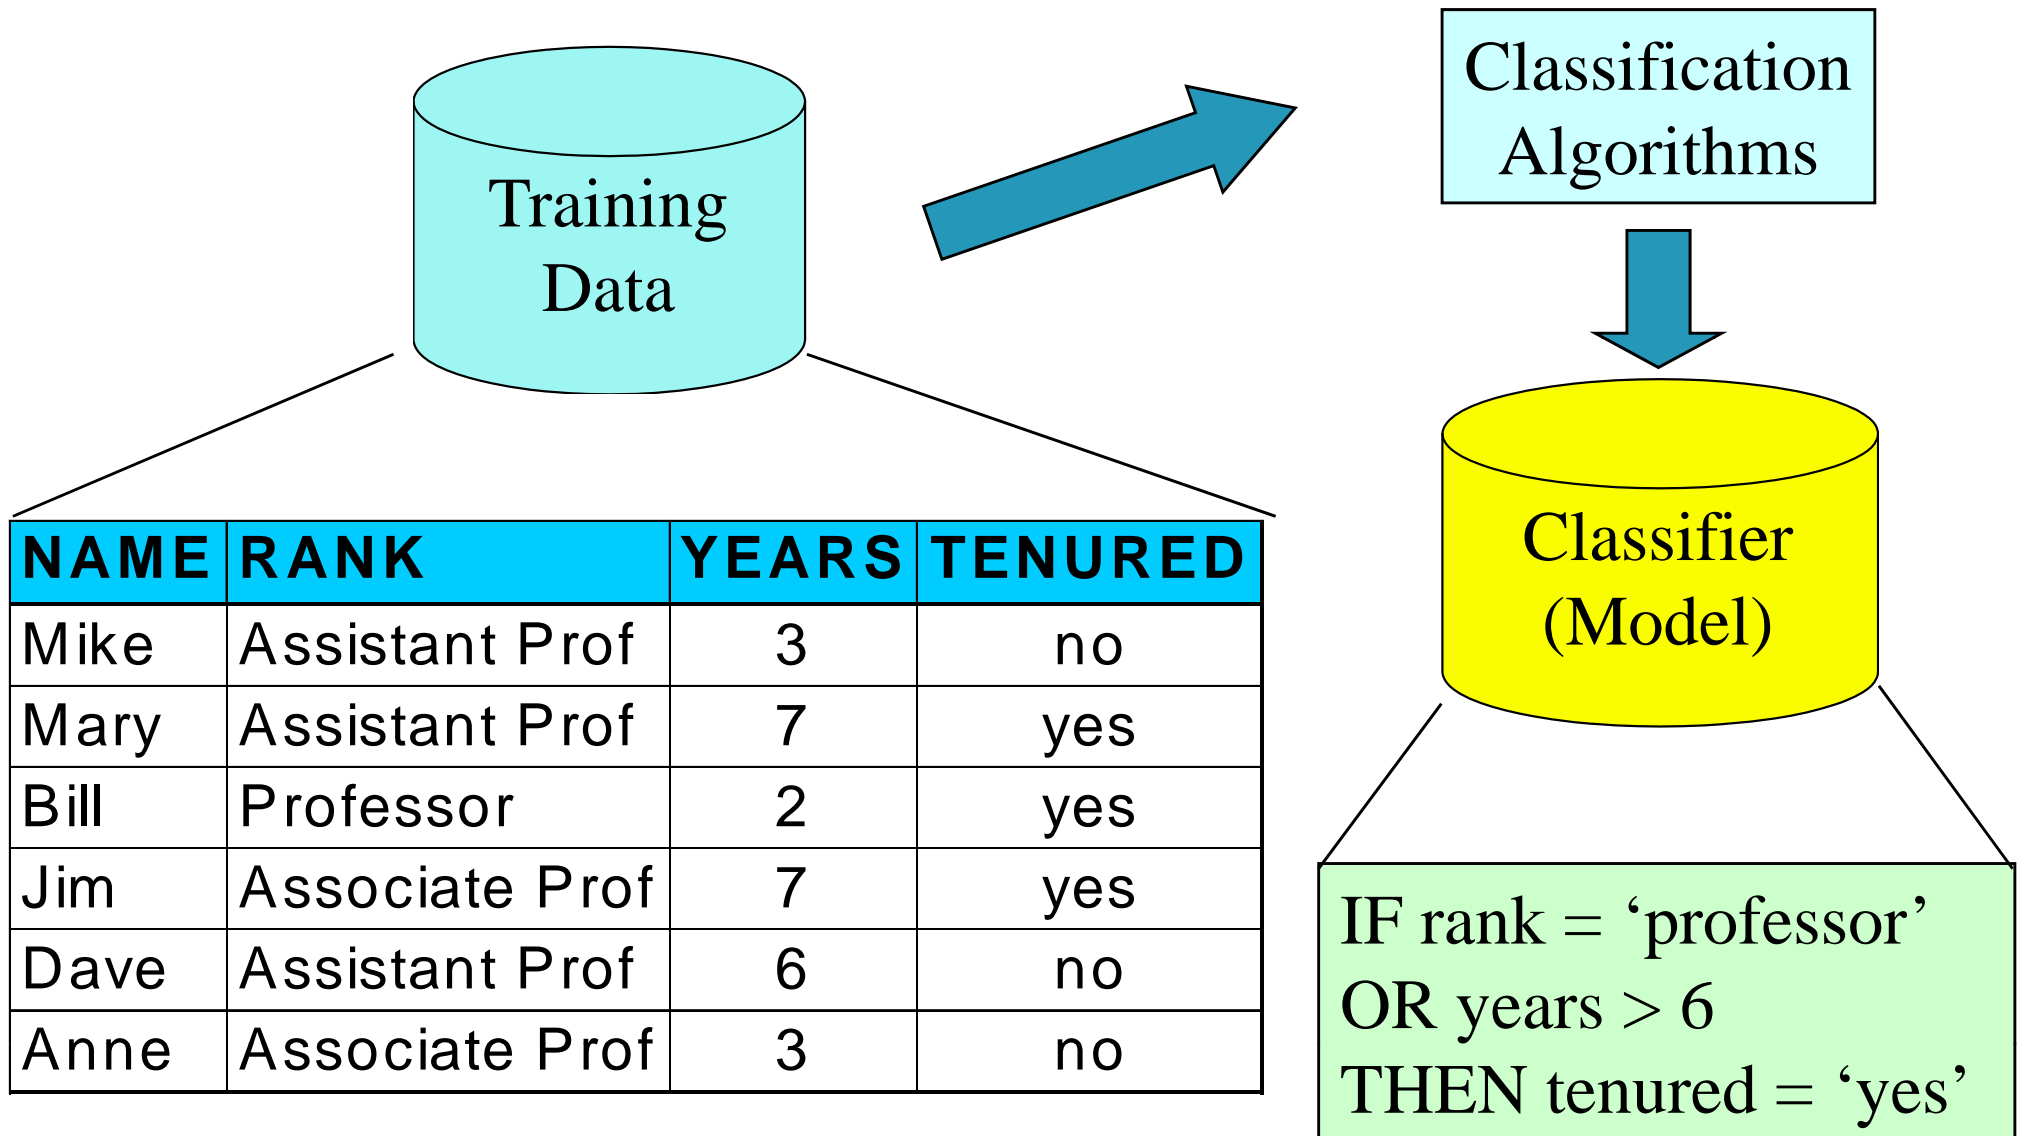 Training
Data
Classification
Algorithms
Classifier
(Model)
NAME RANK YEARS TENURED
Mike Assistant Prof 3 no
Mary Assistant Prof 7 yes
Bill Professor 2 yes
Jim Associate Prof 7 yes
Dave Assistant Prof 6 no
Anne Associate Prof 3 no
IF rank = ‘professor’
OR years > 6
THEN tenured = ‘yes’